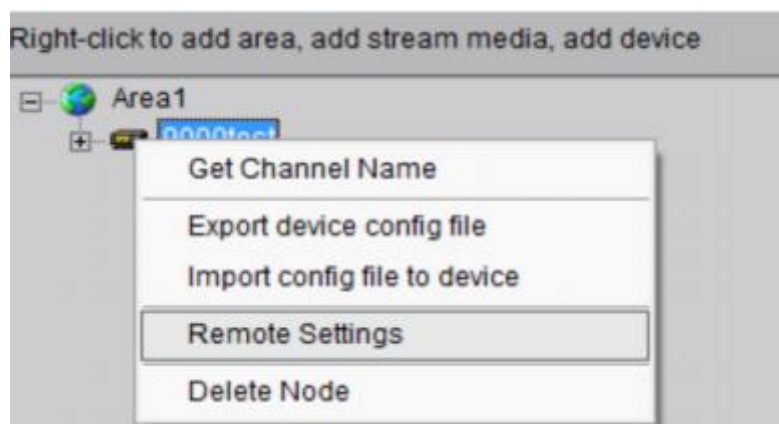 Right-click to add area, add stream media, add device
Area1
9000test
Get Channel Name
Export device config file
Import config file to device
Remote Settings
Delete Node